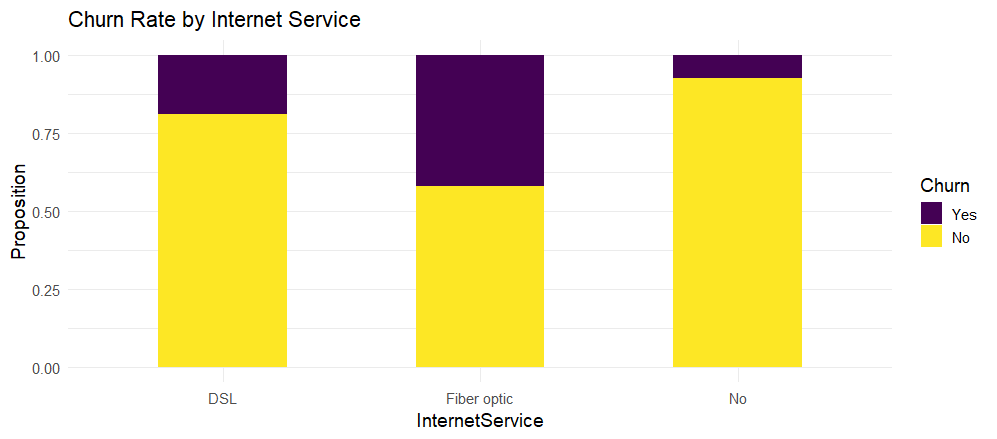 Churn Rate by Internet Service
Proposition
1.00
0.75
0.50
0.25
0.00
DSL
Fiber optic
No
InternetService
Churn
Yes
No